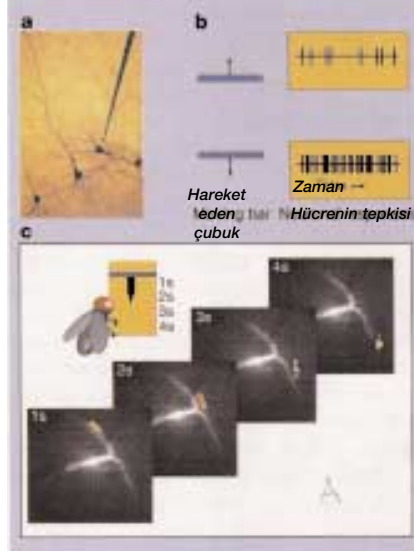 a
b
Hareket
eden
çubuk
Zaman
Hücrenin tepkisi
c
1s
2s
3s
4s
1s
2s
3s
4s